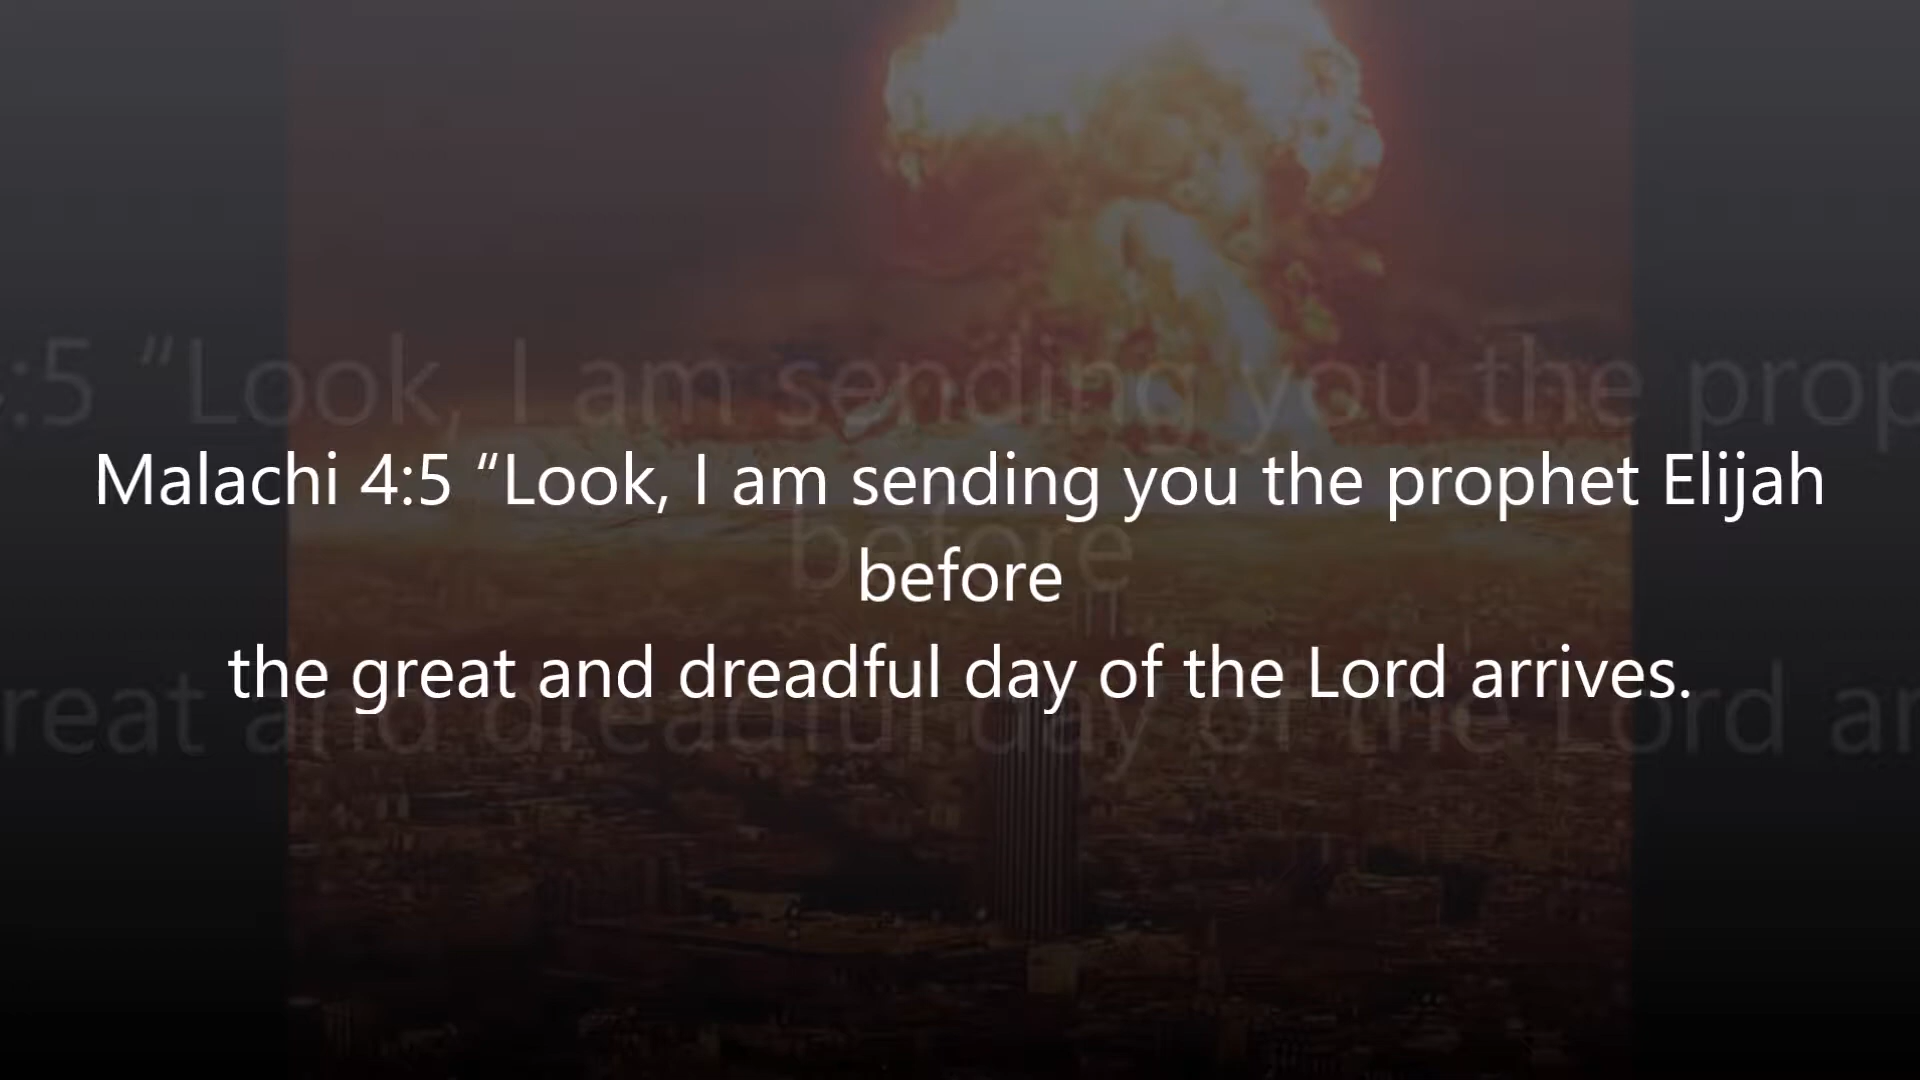 Malachi 4:5 “Look, I am sending you the prophet Elijah
before
the great and dreadful day of the Lord arrives.